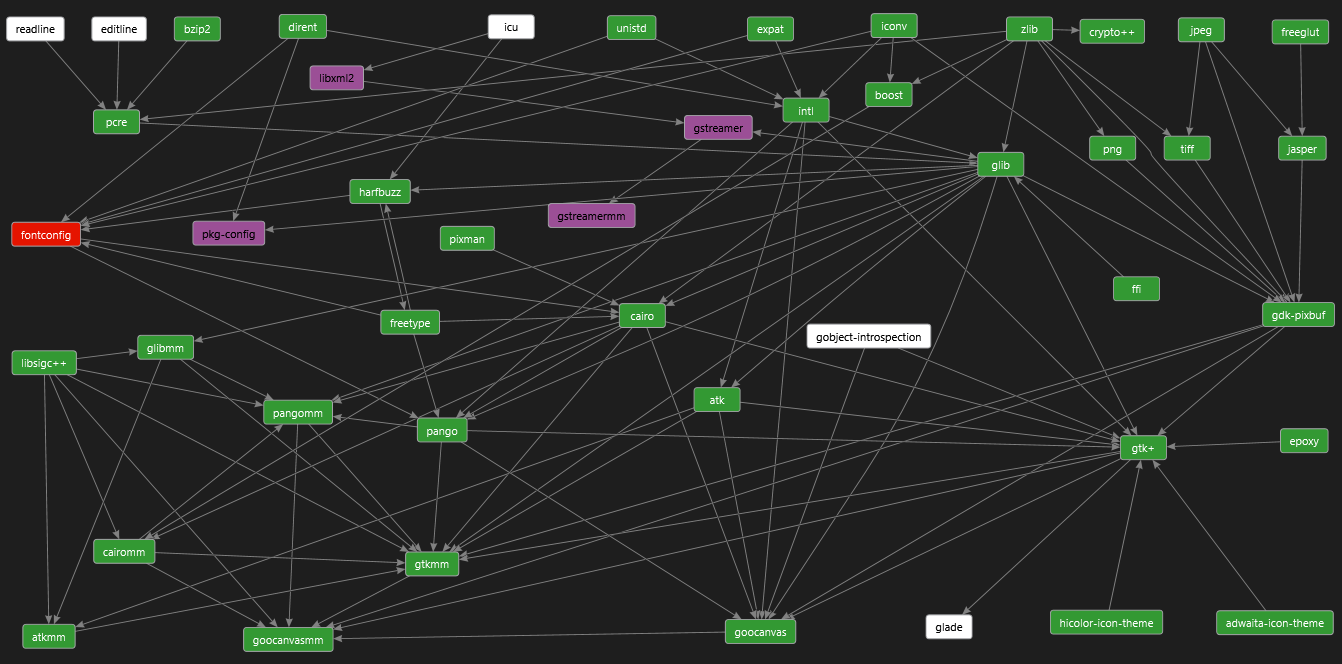 readline
editline
bzip2
dirent
icu
unistd
expat
iconv
zlib
crypto++
jpeg
freeglut
libxml2
boost
pcre
intl
gstreamer
png
tiff
jasper
glib
harfbuzz
gstreamermm
fontconfig
pkg-config
pixman
ffi
freetype
cairo
gdk-pixbuf
gobject-introspection
glibmm
libsigc++
atk
pangomm
pango
gtk+
epoxy
cairomm
gtkmm
atkmm
goocanvasmm
goocanvas
glade
hicolor-icon-theme
adwaita-icon-theme